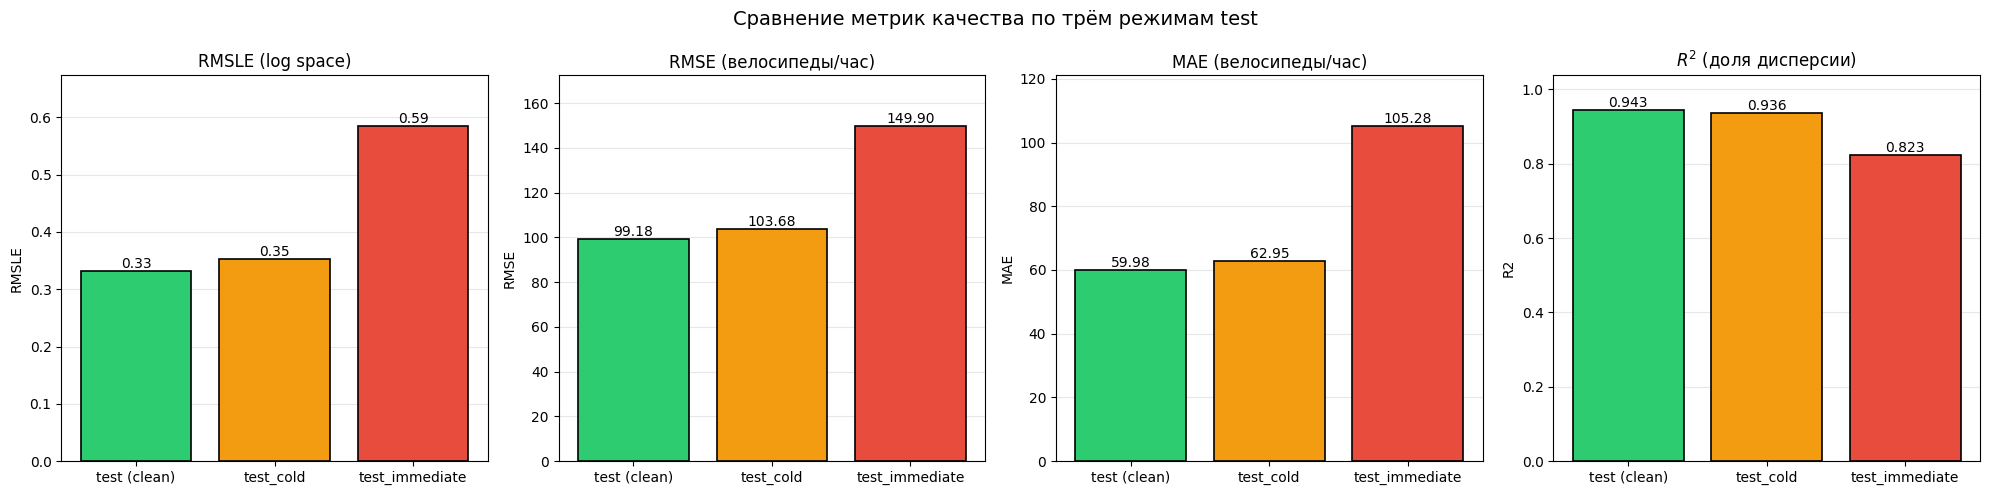 Сравнение метрик качества по трём режимам test
RMSLE (log space)
RMSLE
0.6
0.5
0.4
0.3
0.2
0.1
0.0
0.33
0.35
0.59
test (clean)
test_cold
test_immediate
RMSE (велосипеды/час)
RMSE
160
140
120
100
80
60
40
20
0
99.18
103.68
149.90
test (clean)
test_cold
test_immediate
MAE (велосипеды/час)
MAE
120
100
80
60
40
20
0
59.98
62.95
105.28
test (clean)
test_cold
test_immediate
R² (доля дисперсии)
R2
1.0
0.8
0.6
0.4
0.2
0.0
0.943
0.936
0.823
test (clean)
test_cold
test_immediate